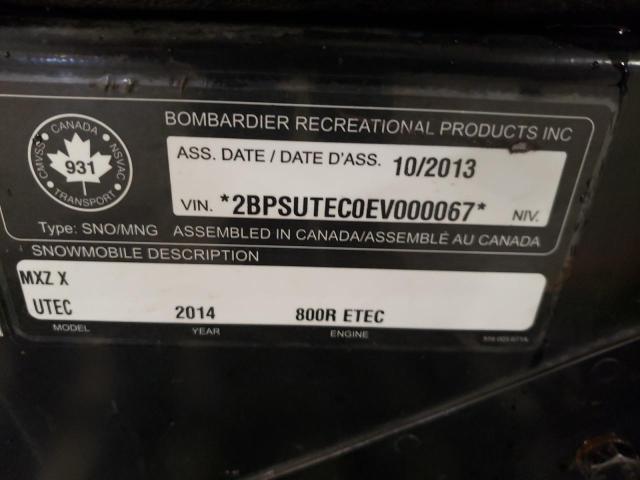 BOMBARDIER RECREATIONAL PRODUCTS INC
CANADA
CMVSS
NSVAC
931
TRANSPORT
ASS. DATE / DATE D'ASS. 10/2013
VIN. *2BPSUTEC0EV000067* NIV.
Type: SNO/MNG ASSEMBLED IN CANADA/ASSEMBLÉ AU CANADA
SNOWMOBILE DESCRIPTION
MXZ X
UTEC 2014 800R ETEC
MODEL YEAR ENGINE